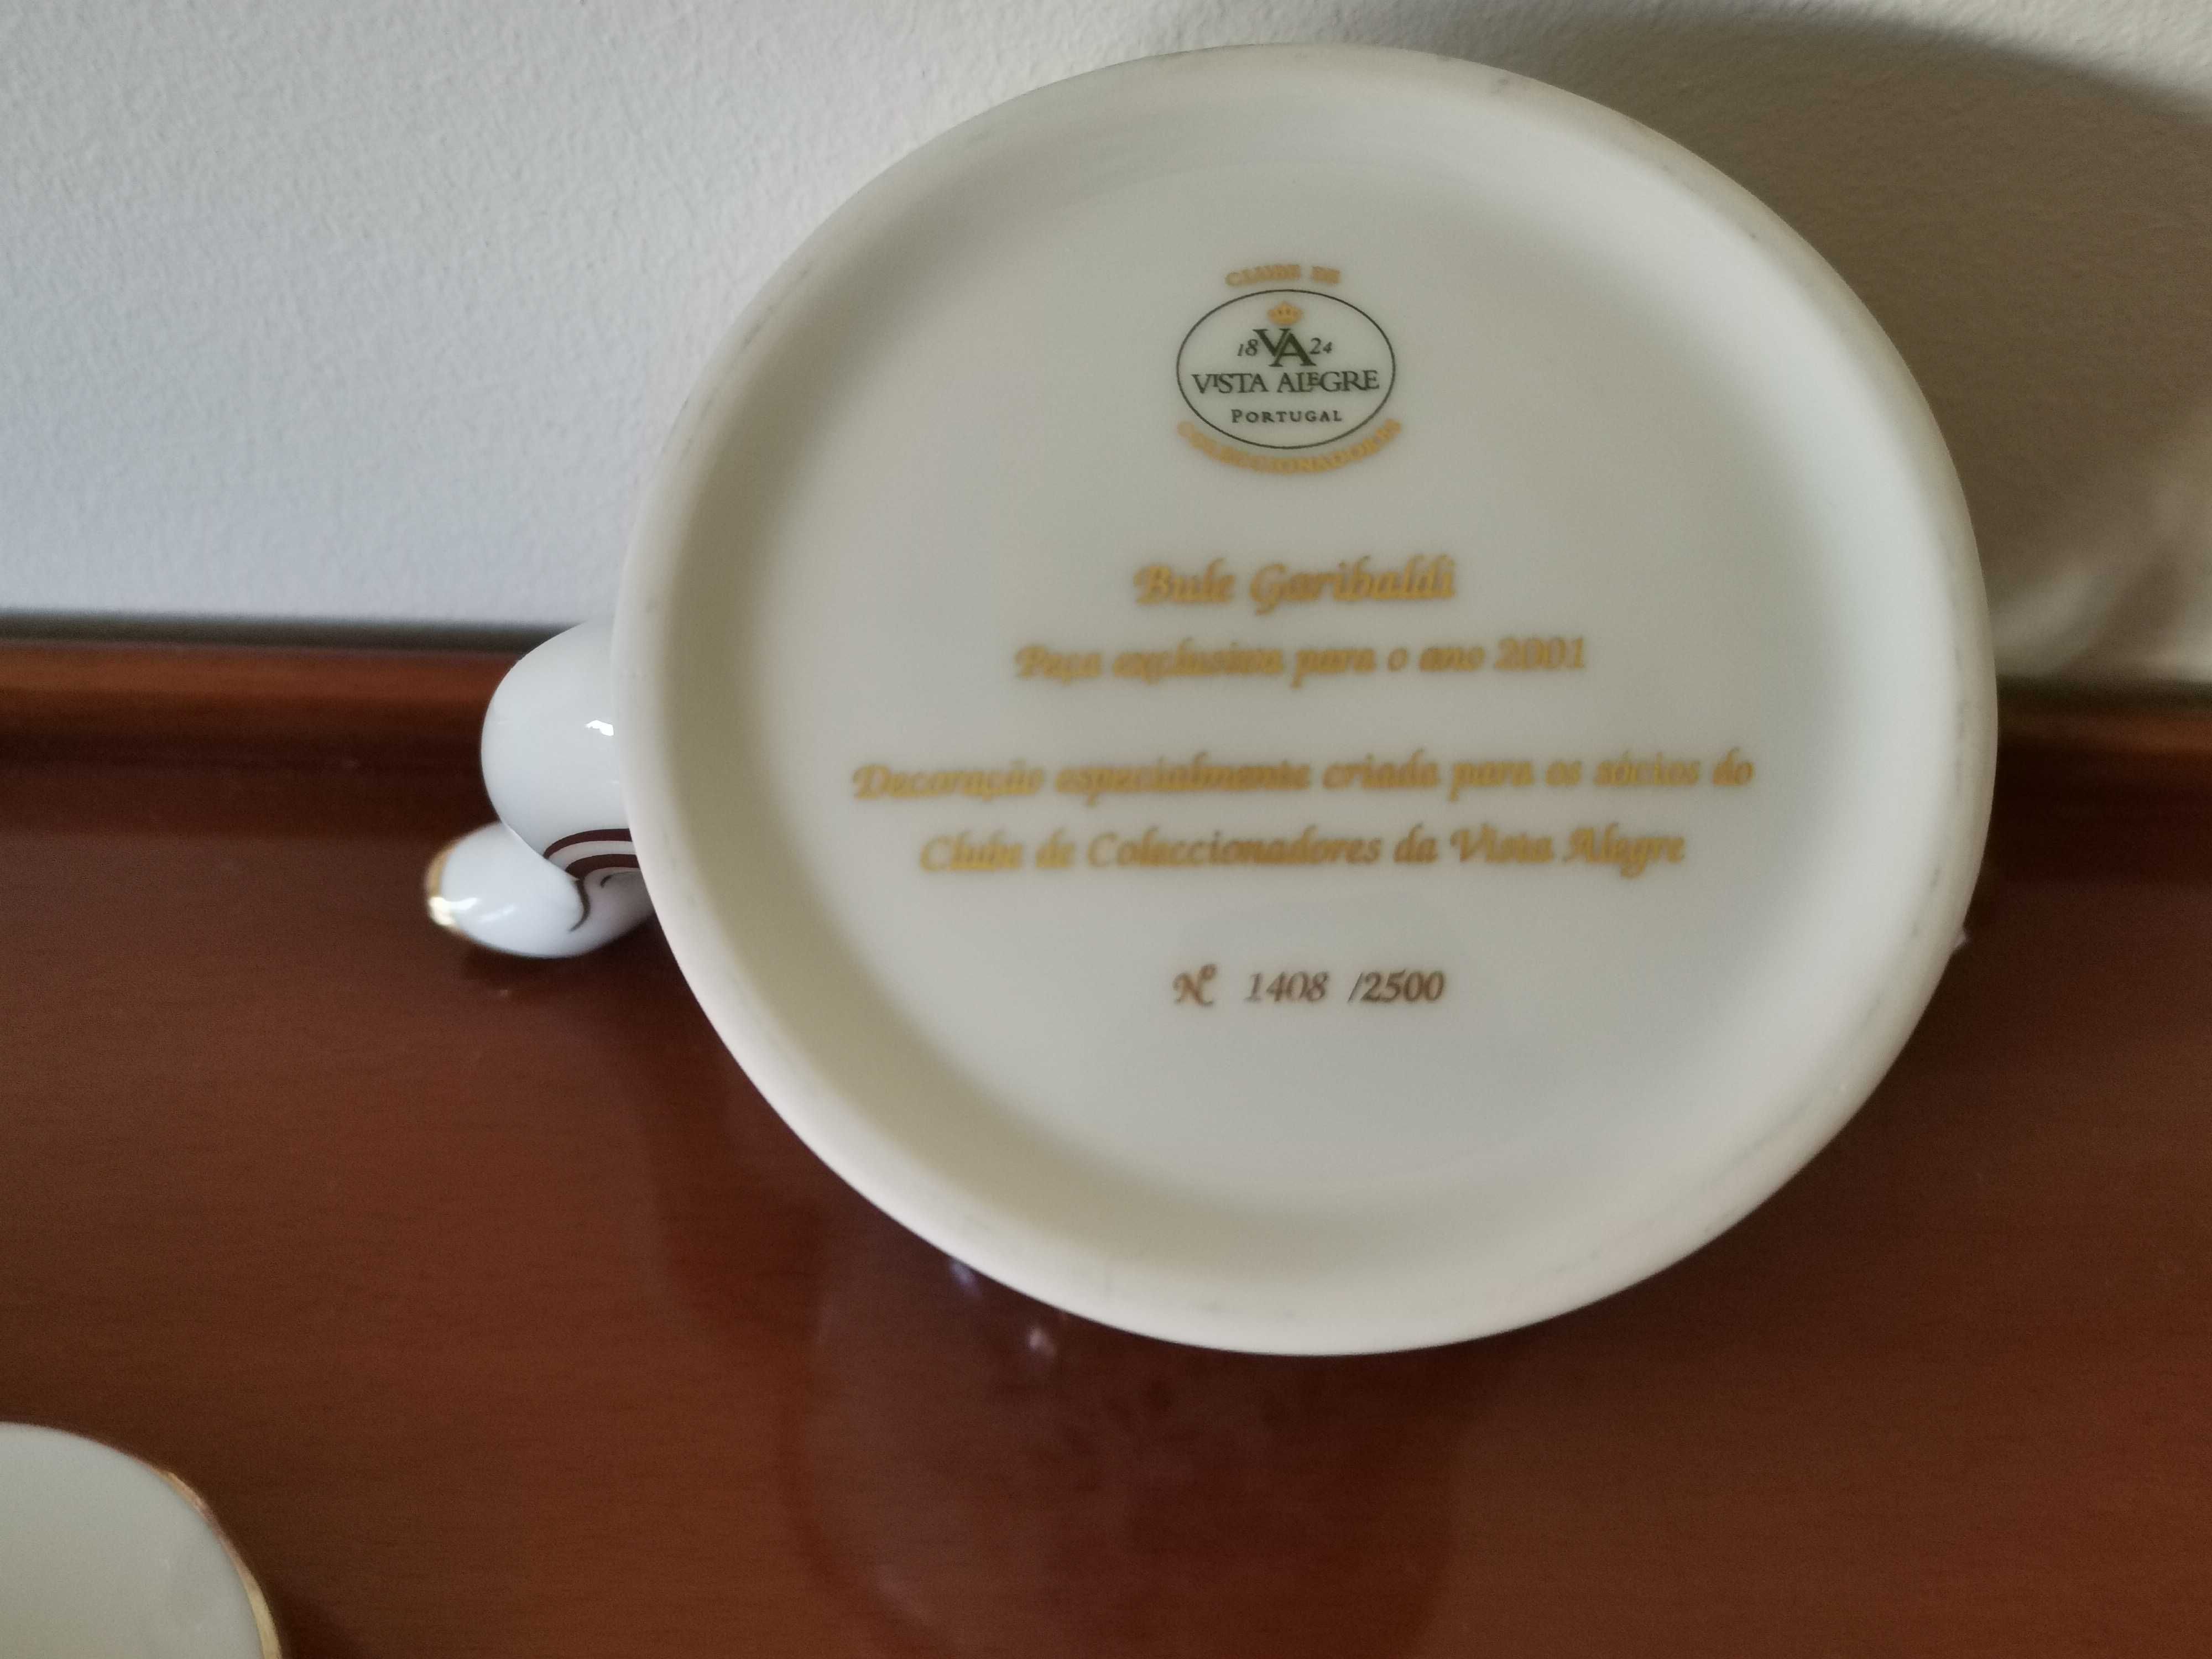 CLUBE DE
18 VA 24
VISTA ALEGRE
PORTUGAL
COLECCIONADORES
Bule Garibaldi
Peça exclusiva para o ano 2001
Decoração especialmente criada para os sócios do
Clube de Coleccionadores da Vista Alegre
Nº 1408 /2500